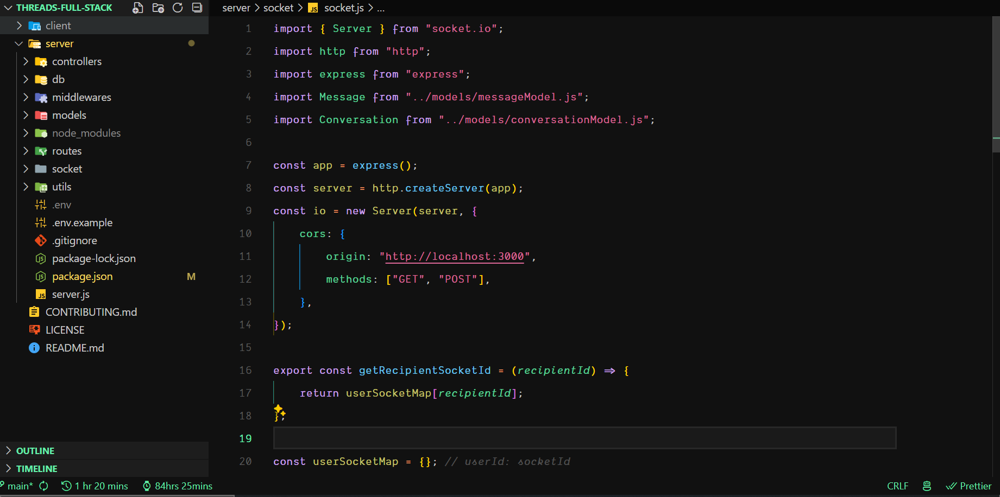 THREADS-FULL-STACK
client
server
controllers
db
middlewares
models
node_modules
routes
socket
utils
.env
.env.example
.gitignore
package-lock.json
package.json M
server.js
CONTRIBUTING.md
LICENSE
README.md
OUTLINE
TIMELINE
server > socket > JS socket.js > ...
1 import { Server } from "socket.io";
2 import http from "http";
3 import express from "express";
4 import Message from "../models/messageModel.js";
5 import Conversation from "../models/conversationModel.js";
6
7 const app = express();
8 const server = http.createServer(app);
9 const io = new Server(server, {
10 cors: {
11 origin: "http://localhost:3000",
12 methods: ["GET", "POST"],
13 },
14 });
15
16 export const getRecipientSocketId = (recipientId) => {
17 return userSocketMap[recipientId];
18 };
19
20 const userSocketMap = {}; // userId: socketId
main* 1 hr 20 mins 84hrs 25mins CRLF Prettier